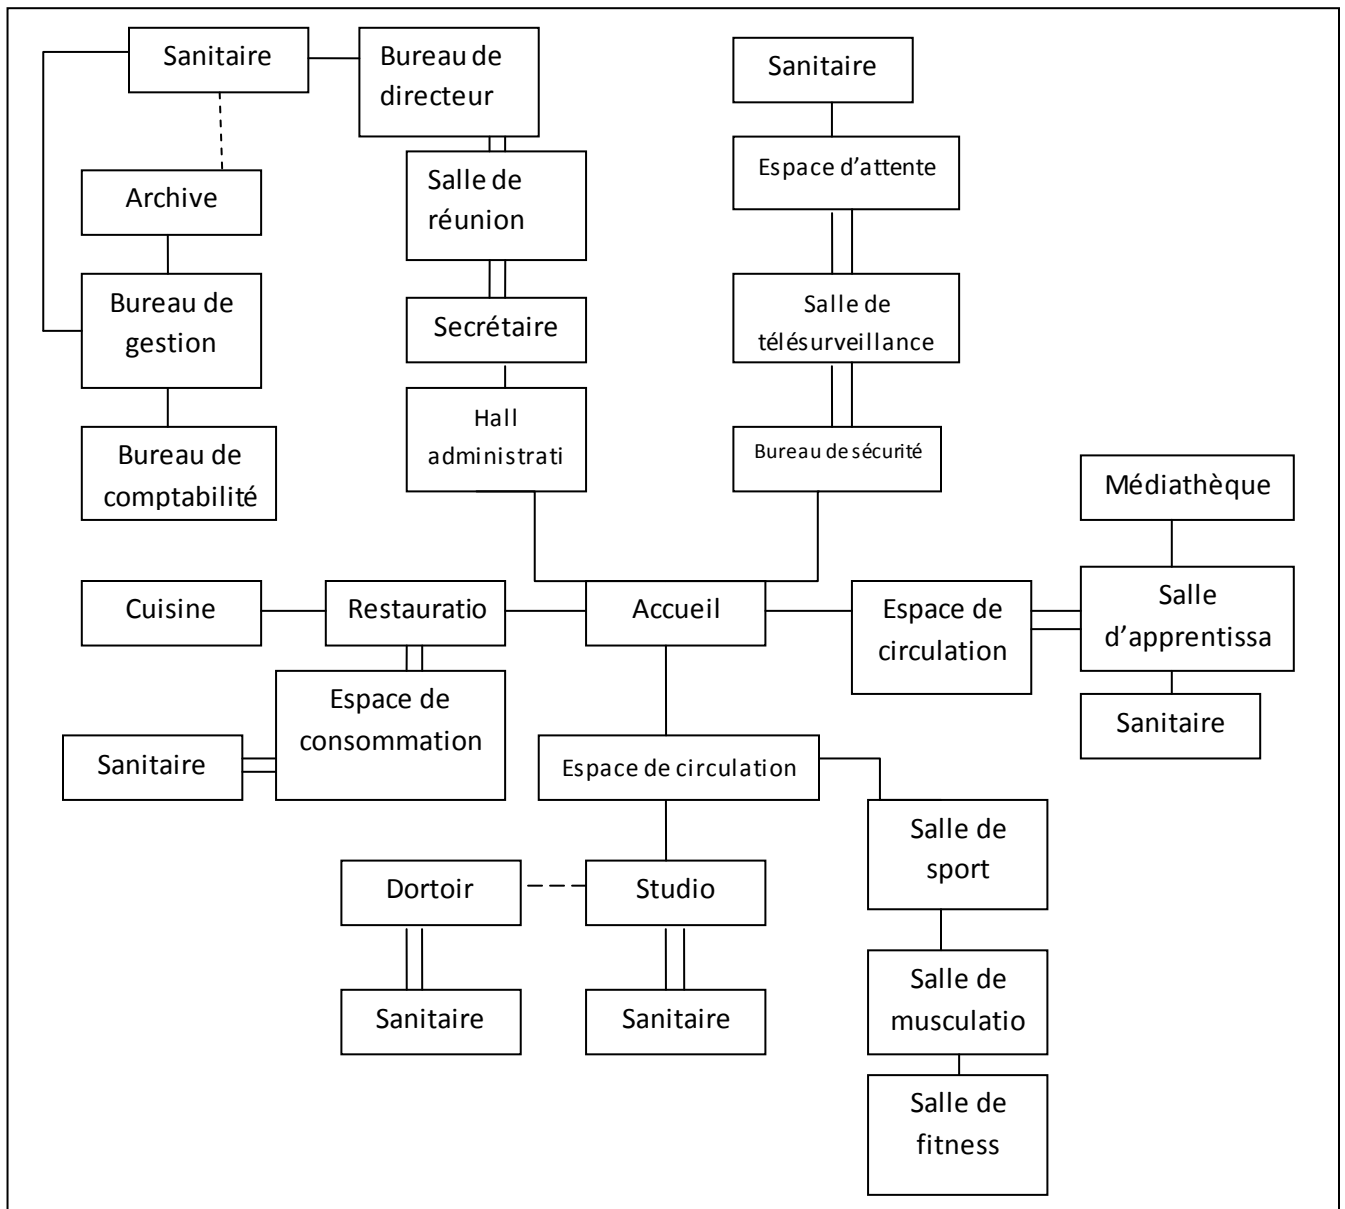 Sanitaire
Bureau de
directeur
Sanitaire
Espace d'attente
Archive
Salle de
réunion
Bureau de
gestion
Secrétaire
Salle de
télésurveillance
Hall
administrati
Bureau de sécurité
Bureau de
comptabilité
Médiathèque
Cuisine
Restauratio
Accueil
Espace de
circulation
Salle
d'apprentissa
Espace de
consommation
Sanitaire
Sanitaire
Espace de circulation
Salle de
sport
Dortoir
Studio
Sanitaire
Sanitaire
Salle de
musculatio
Salle de
fitness